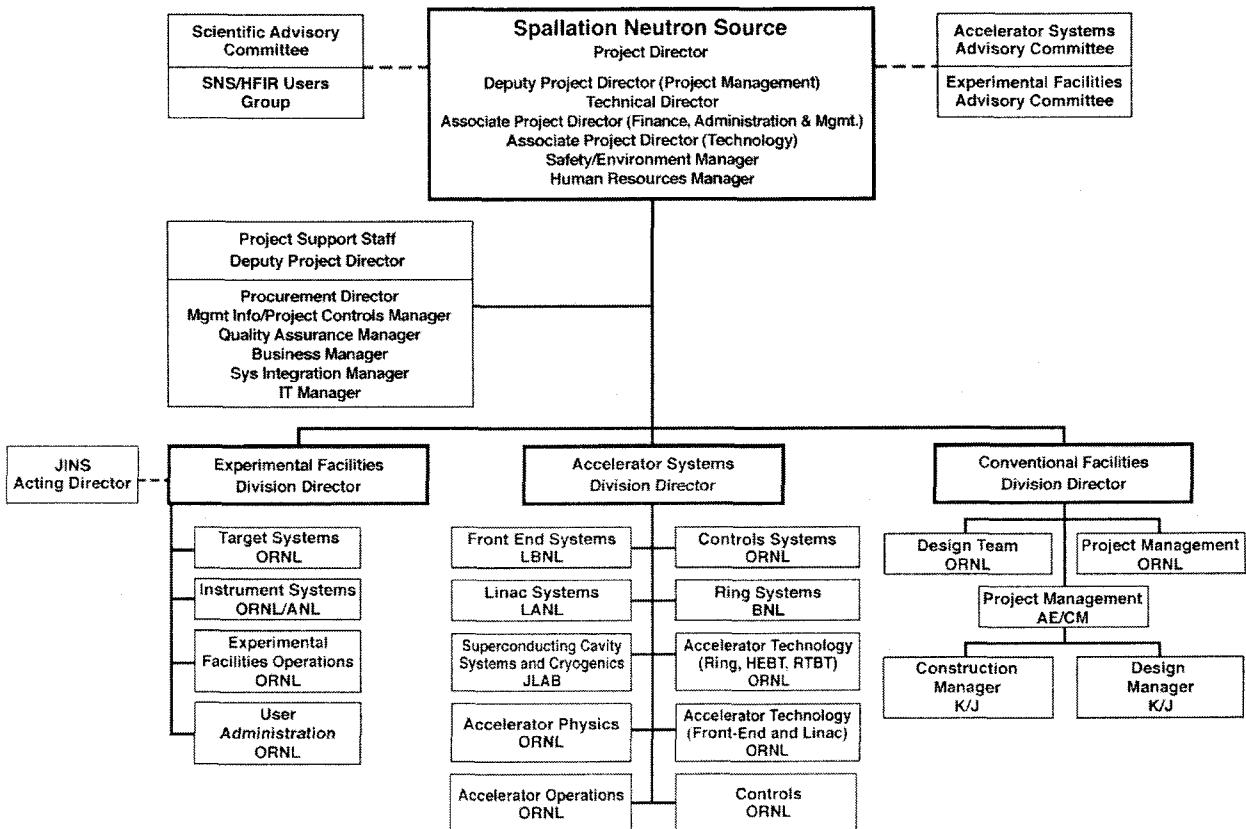 Scientific Advisory
Committee
SNS/HFIR Users
Group
Spallation Neutron Source
Project Director
Deputy Project Director (Project Management)
Technical Director
Associate Project Director (Finance, Administration & Mgmt.)
Associate Project Director (Technology)
Safety/Environment Manager
Human Resources Manager
Accelerator Systems
Advisory Committee
Experimental Facilities
Advisory Committee
Project Support Staff
Deputy Project Director
Procurement Director
Mgmt Info/Project Controls Manager
Quality Assurance Manager
Business Manager
Sys Integration Manager
IT Manager
JINS
Acting Director
Experimental Facilities
Division Director
Accelerator Systems
Division Director
Conventional Facilities
Division Director
Target Systems
ORNL
Instrument Systems
ORNL/ANL
Experimental
Facilities Operations
ORNL
User
Administration
ORNL
Front End Systems
LBNL
Linac Systems
LANL
Superconducting Cavity
Systems and Cryogenics
JLAB
Accelerator Physics
ORNL
Accelerator Operations
ORNL
Controls Systems
ORNL
Ring Systems
BNL
Accelerator Technology
(Ring, HEBT, RTBT)
ORNL
Accelerator Technology
(Front-End and Linac)
ORNL
Controls
ORNL
Design Team
ORNL
Project Management
ORNL
Project Management
AE/CM
Construction
Manager
K/J
Design
Manager
K/J